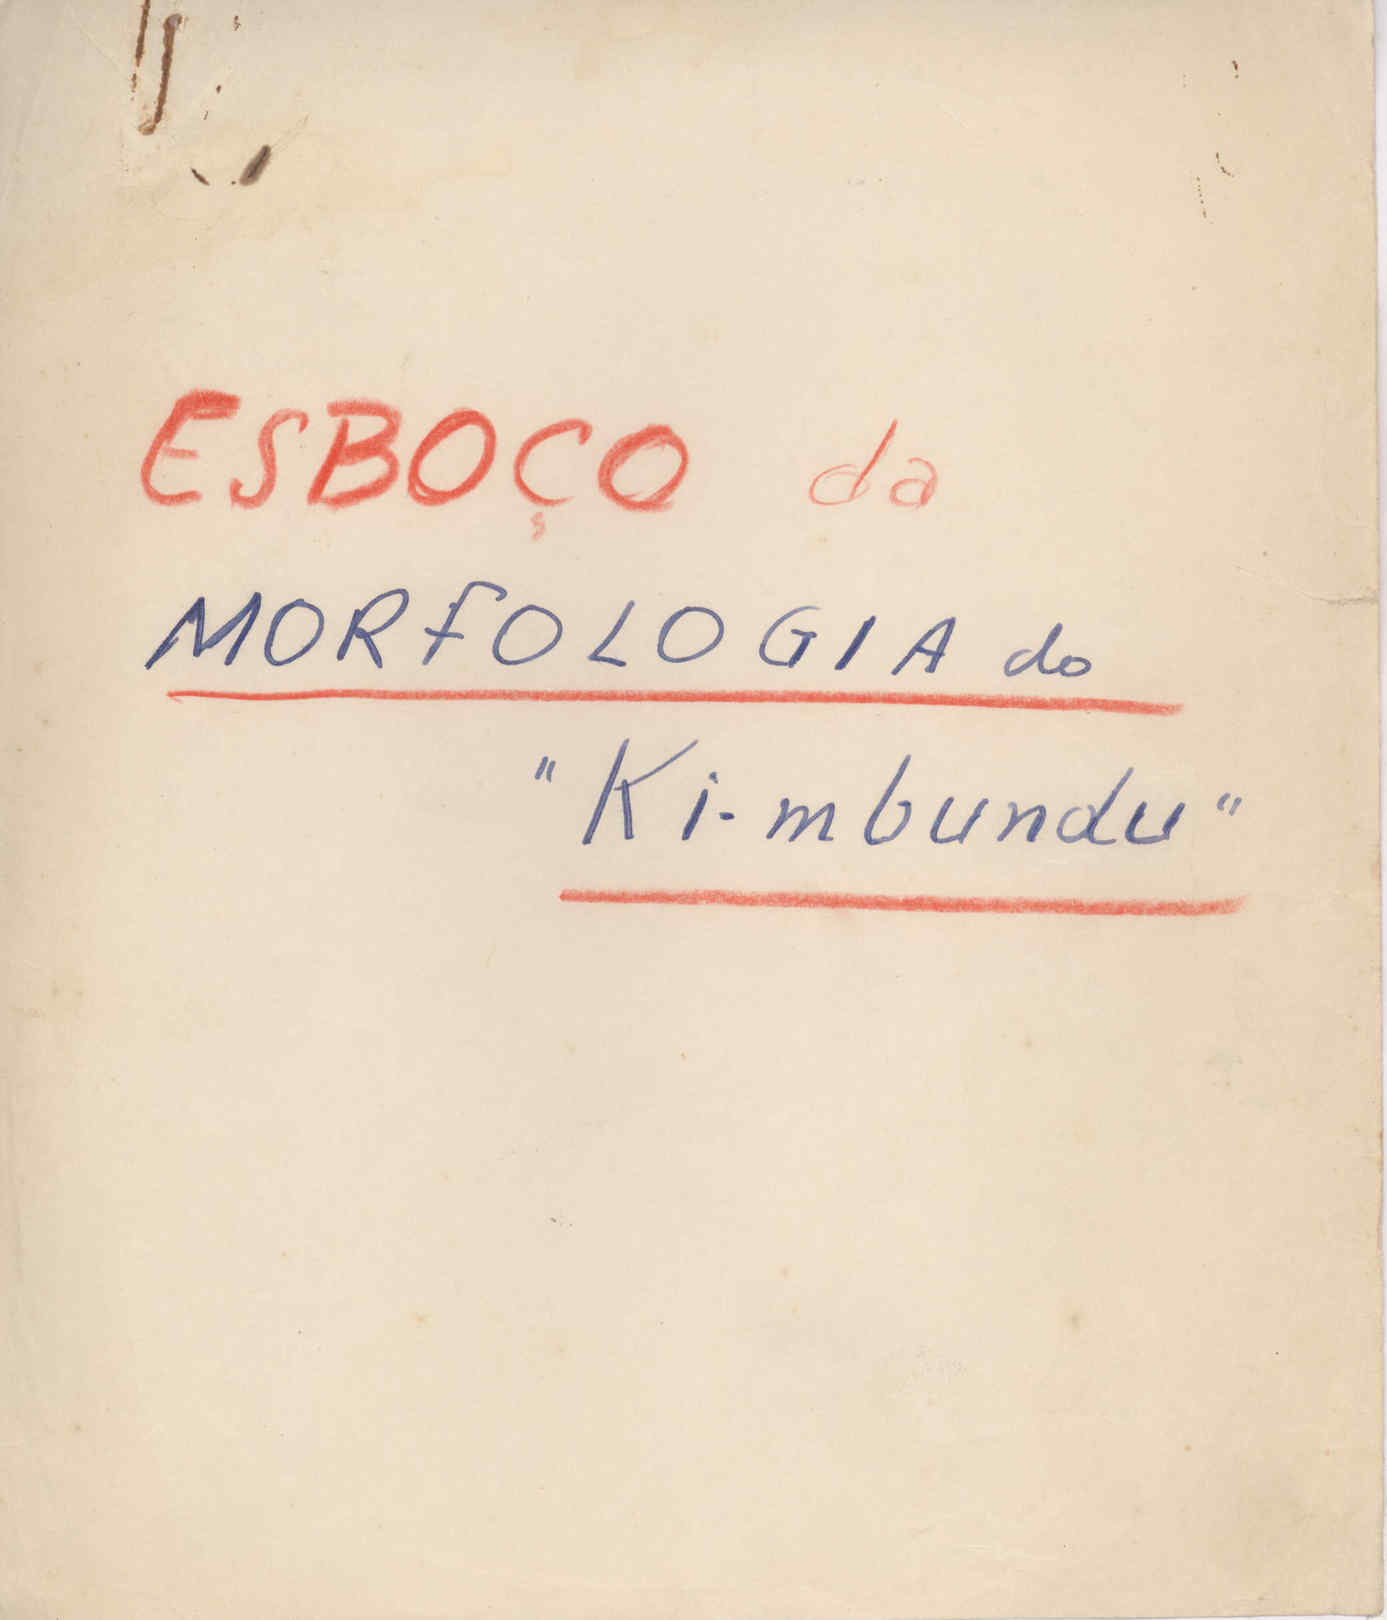 ESBOÇO da
MORFOLOGIA do
"Ki-mbundu"